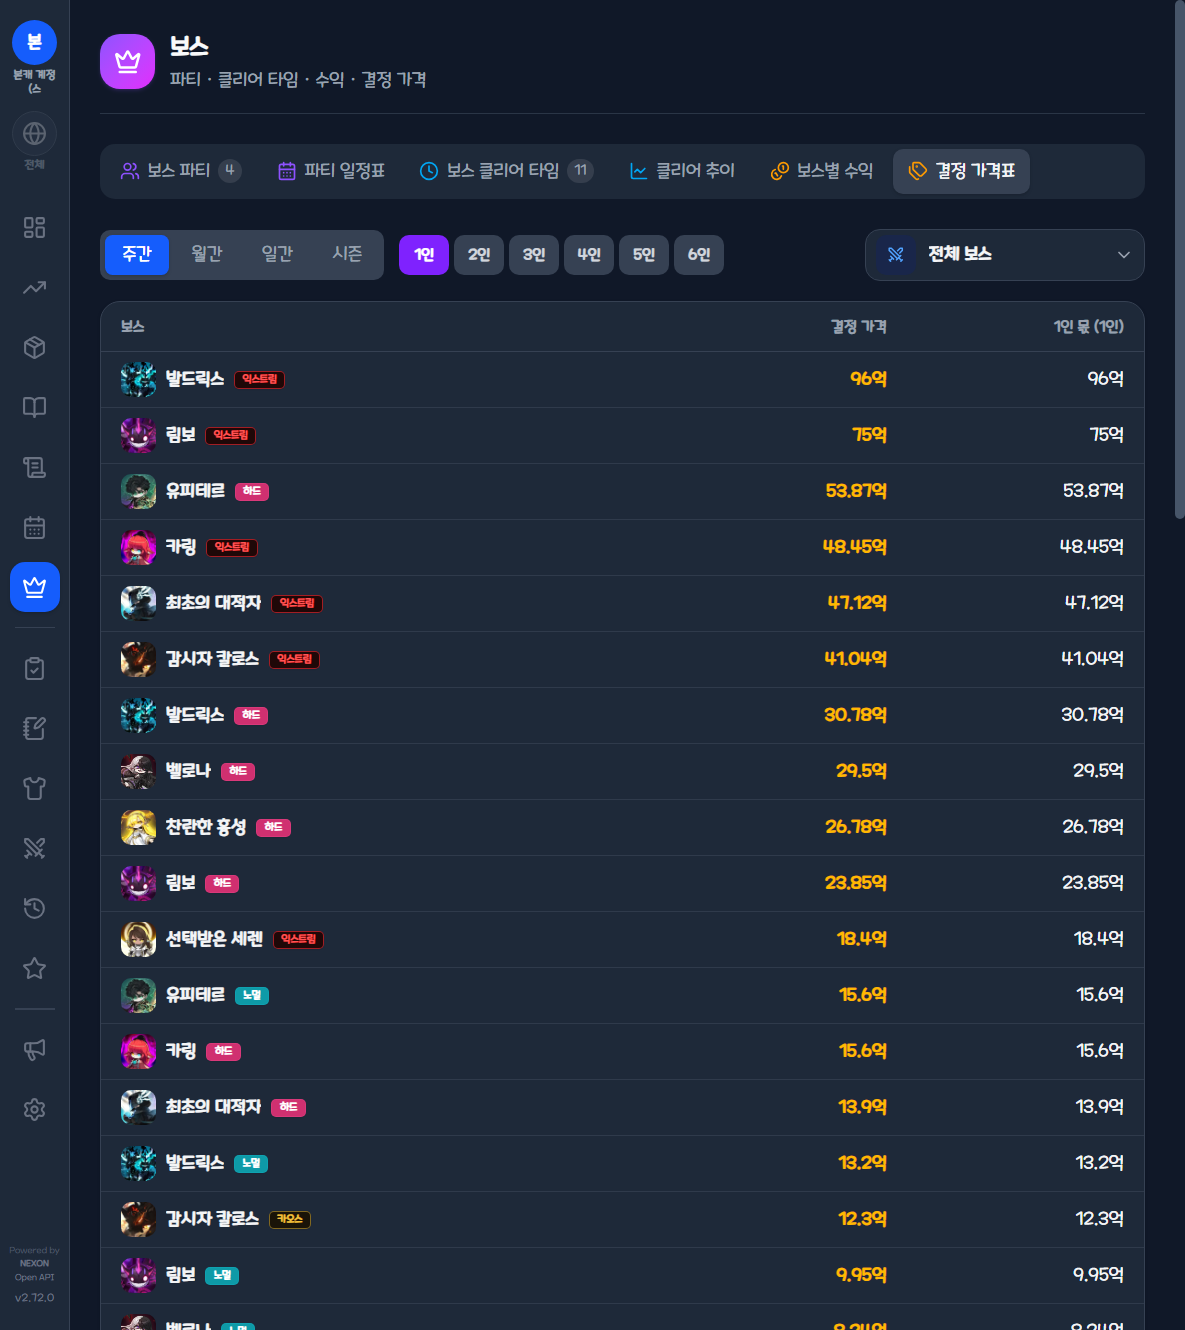 본
본캐 계정
(스
전체
Powered by
NEXON
Open API
v2.72.0
보스
파티 · 클리어 타임 · 수익 · 결정 가격
보스 파티 4 파티 일정표 보스 클리어 타임 11 클리어 추이 보스별 수익 결정 가격표
주간 월간 일간 시즌 1인 2인 3인 4인 5인 6인 전체 보스
보스 결정 가격 1인 몫 (1인)
발드릭스 익스트림 96억 96억
림보 익스트림 75억 75억
유피테르 하드 53.87억 53.87억
카링 익스트림 48.45억 48.45억
최초의 대적자 익스트림 47.12억 47.12억
감시자 칼로스 익스트림 41.04억 41.04억
발드릭스 하드 30.78억 30.78억
벨로나 하드 29.5억 29.5억
찬란한 흉성 하드 26.78억 26.78억
림보 하드 23.85억 23.85억
선택받은 세렌 익스트림 18.4억 18.4억
유피테르 노멀 15.6억 15.6억
카링 하드 15.6억 15.6억
최초의 대적자 하드 13.9억 13.9억
발드릭스 노멀 13.2억 13.2억
감시자 칼로스 카오스 12.3억 12.3억
림보 노멀 9.95억 9.95억
벨로나 노멀